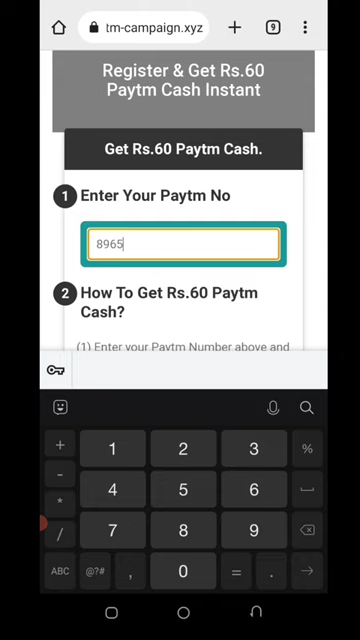 tm-campaign.xyz
9
Register & Get Rs.60
Paytm Cash Instant
Get Rs.60 Paytm Cash.
1 Enter Your Paytm No
8965
2 How To Get Rs.60 Paytm
Cash?
(1) Enter your Paytm Number above and
+ 1 2 3 %
- 4 5 6
* 7 8 9
/
ABC @?# , 0 = .